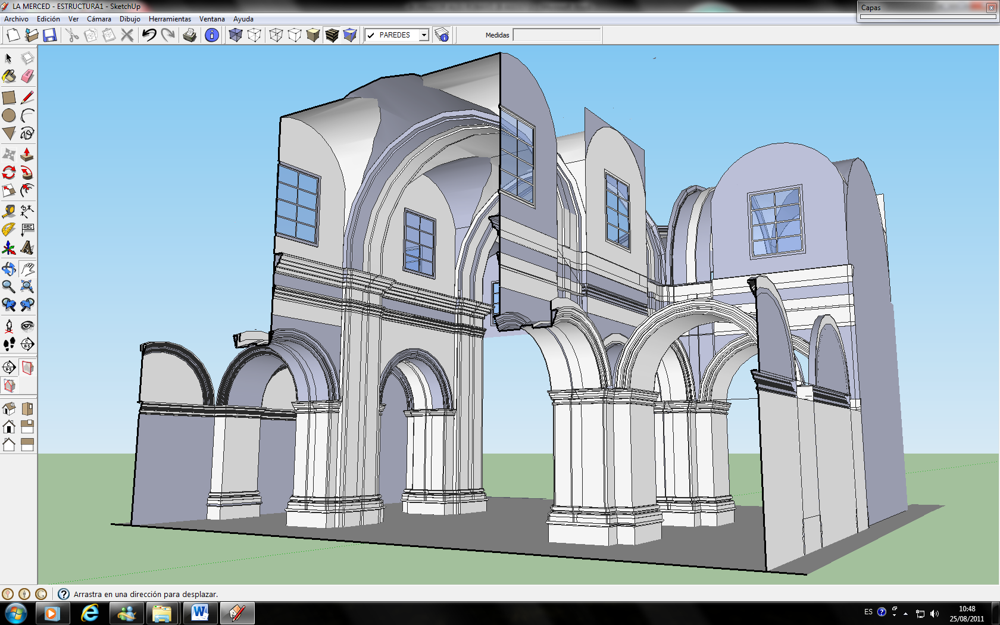 LA MERCED - ESTRUCTURA1 - SketchUp
Capas
Archivo Edición Ver Cámara Dibujo Herramientas Ventana Ayuda
PAREDES
Medidas
ABC
Arrastra en una dirección para desplazar.
ES
10:48
25/08/2011